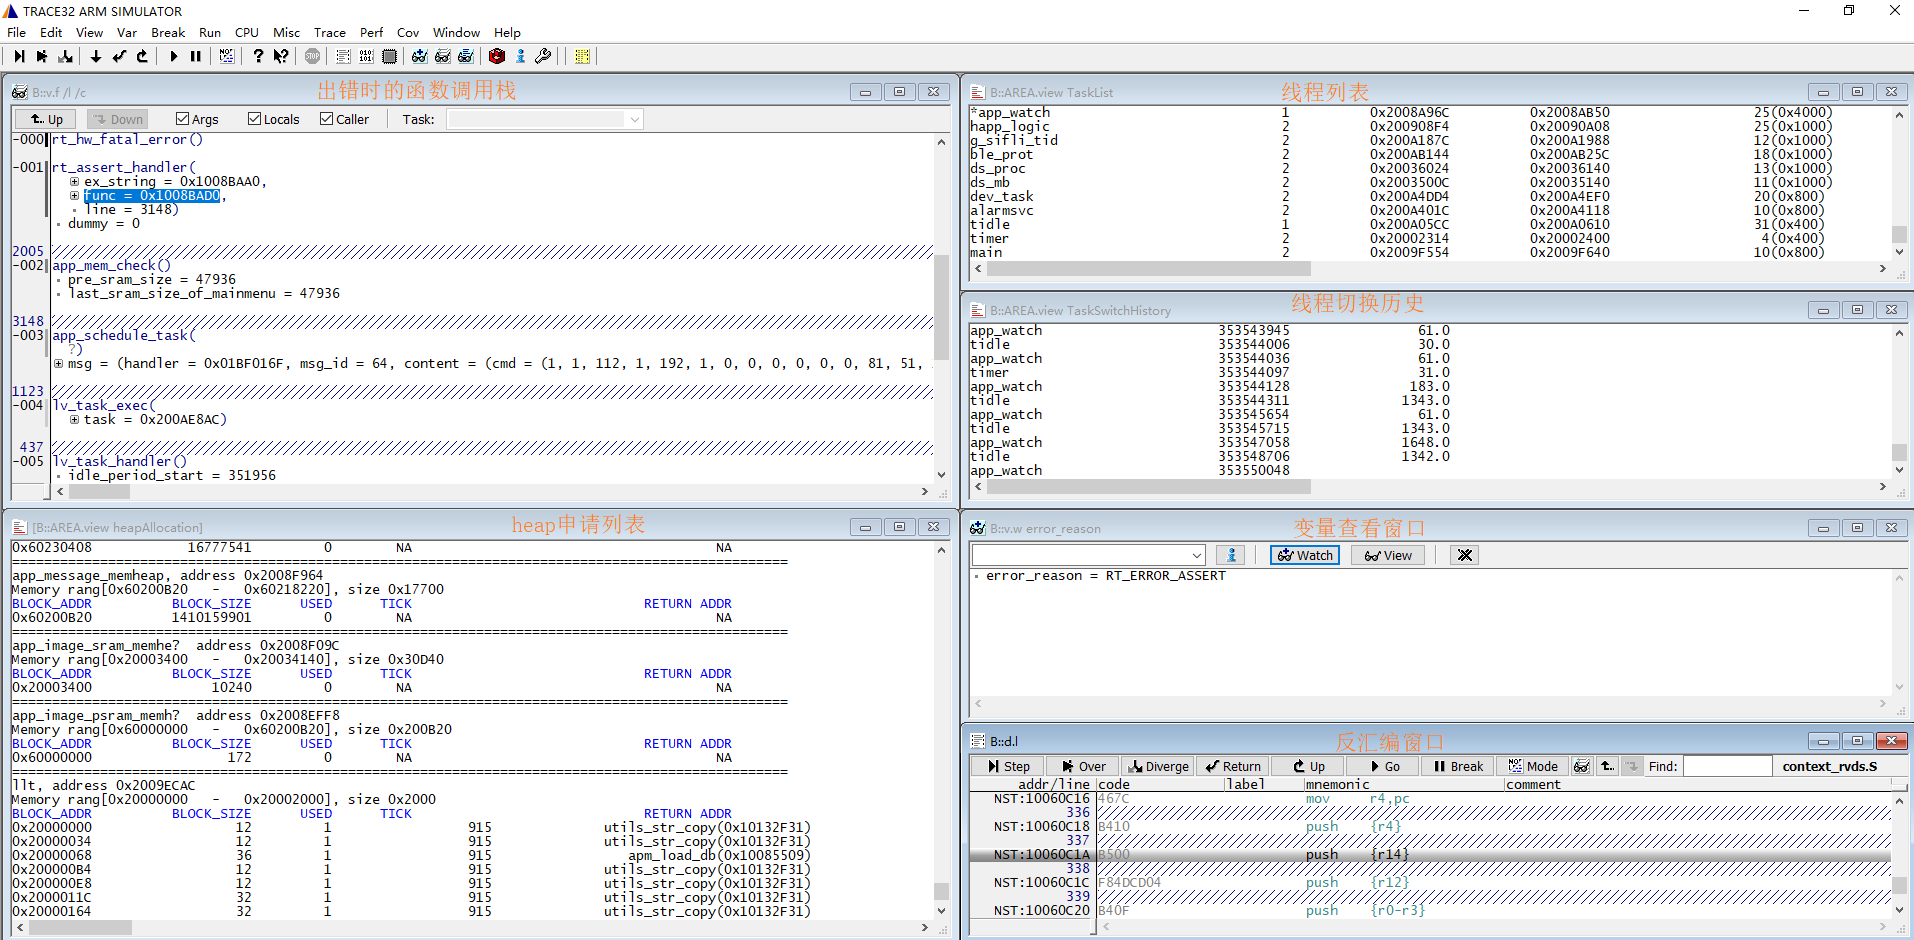 TRACE32 ARM SIMULATOR
File Edit View Var Break Run CPU Misc Trace Perf Cov Window Help
B::v.f /l /c
出错时的函数调用栈
Up Down Args Locals Caller Task:
-000 rt_hw_fatal_error()
-001 rt_assert_handler(
ex_string = 0x1008BAA0,
func = 0x1008BAD0,
line = 3148)
dummy = 0
2005
-002 app_mem_check()
pre_sram_size = 47936
last_sram_size_of_mainmenu = 47936
3148
-003 app_schedule_task(
?)
msg = (handler = 0x01BF016F, msg_id = 64, content = (cmd = (1, 1, 112, 1, 192, 1, 0, 0, 0, 0, 0, 0, 81, 51,
1123
-004 lv_task_exec(
task = 0x200AE8AC)
437
-005 lv_task_handler()
idle_period_start = 351956
B::AREA.view TaskList
线程列表
*app_watch 1 0x2008A96C 0x2008AB50 25(0x4000)
happ_logic 2 0x200908F4 0x20090A08 25(0x1000)
g_sifli_tid 2 0x200A187C 0x200A1988 12(0x1000)
ble_prot 2 0x200AB144 0x200AB25C 18(0x1000)
ds_proc 2 0x20036024 0x20036140 13(0x1000)
ds_mb 2 0x2003500C 0x20035140 11(0x1000)
dev_task 2 0x200A4DD4 0x200A4EF0 20(0x800)
alarmsvc 2 0x200A401C 0x200A4118 10(0x800)
tidle 1 0x200A05CC 0x200A0610 31(0x400)
timer 2 0x20002314 0x20002400 4(0x400)
main 2 0x2009F554 0x2009F640 10(0x800)
B::AREA.view TaskSwitchHistory
线程切换历史
app_watch 353543945 61.0
tidle 353544006 30.0
app_watch 353544036 61.0
timer 353544097 31.0
app_watch 353544128 183.0
tidle 353544311 1343.0
app_watch 353545654 61.0
tidle 353545715 1343.0
app_watch 353547058 1648.0
tidle 353548706 1342.0
app_watch 353550048
[B::AREA.view heapAllocation]
heap申请列表
0x60230408 16777541 0 NA NA
================================================================
app_message_memheap, address 0x2008F964
Memory rang[0x60200B20 - 0x60218220], size 0x17700
BLOCK_ADDR BLOCK_SIZE USED TICK RETURN ADDR
0x60200B20 1410159901 0 NA NA
================================================================
app_image_sram_memhe? address 0x2008F09C
Memory rang[0x20003400 - 0x20034140], size 0x30D40
BLOCK_ADDR BLOCK_SIZE USED TICK RETURN ADDR
0x20003400 10240 0 NA NA
================================================================
app_image_psram_memh? address 0x2008EFF8
Memory rang[0x60000000 - 0x60200B20], size 0x200B20
BLOCK_ADDR BLOCK_SIZE USED TICK RETURN ADDR
0x60000000 172 0 NA NA
================================================================
llt, address 0x2009ECAC
Memory rang[0x20000000 - 0x20002000], size 0x2000
BLOCK_ADDR BLOCK_SIZE USED TICK RETURN ADDR
0x20000000 12 1 915 utils_str_copy(0x10132F31)
0x20000034 12 1 915 utils_str_copy(0x10132F31)
0x20000068 36 1 915 apm_load_db(0x10085509)
0x200000B4 12 1 915 utils_str_copy(0x10132F31)
0x200000E8 12 1 915 utils_str_copy(0x10132F31)
0x2000011C 32 1 915 utils_str_copy(0x10132F31)
0x20000164 32 1 915 utils_str_copy(0x10132F31)
B::v.w error_reason
变量查看窗口
Watch View
error_reason = RT_ERROR_ASSERT
B::d.l
反汇编窗口
Step Over Diverge Return Up Go Break Mode Find: context_rvds.S
addr/line code label mnemonic comment
NST:10060C16 467C mov r4,pc
336
NST:10060C18 B410 push {r4}
337
NST:10060C1A B500 push {r14}
338
NST:10060C1C F84DCD04 push {r12}
339
NST:10060C20 B40F push {r0-r3}